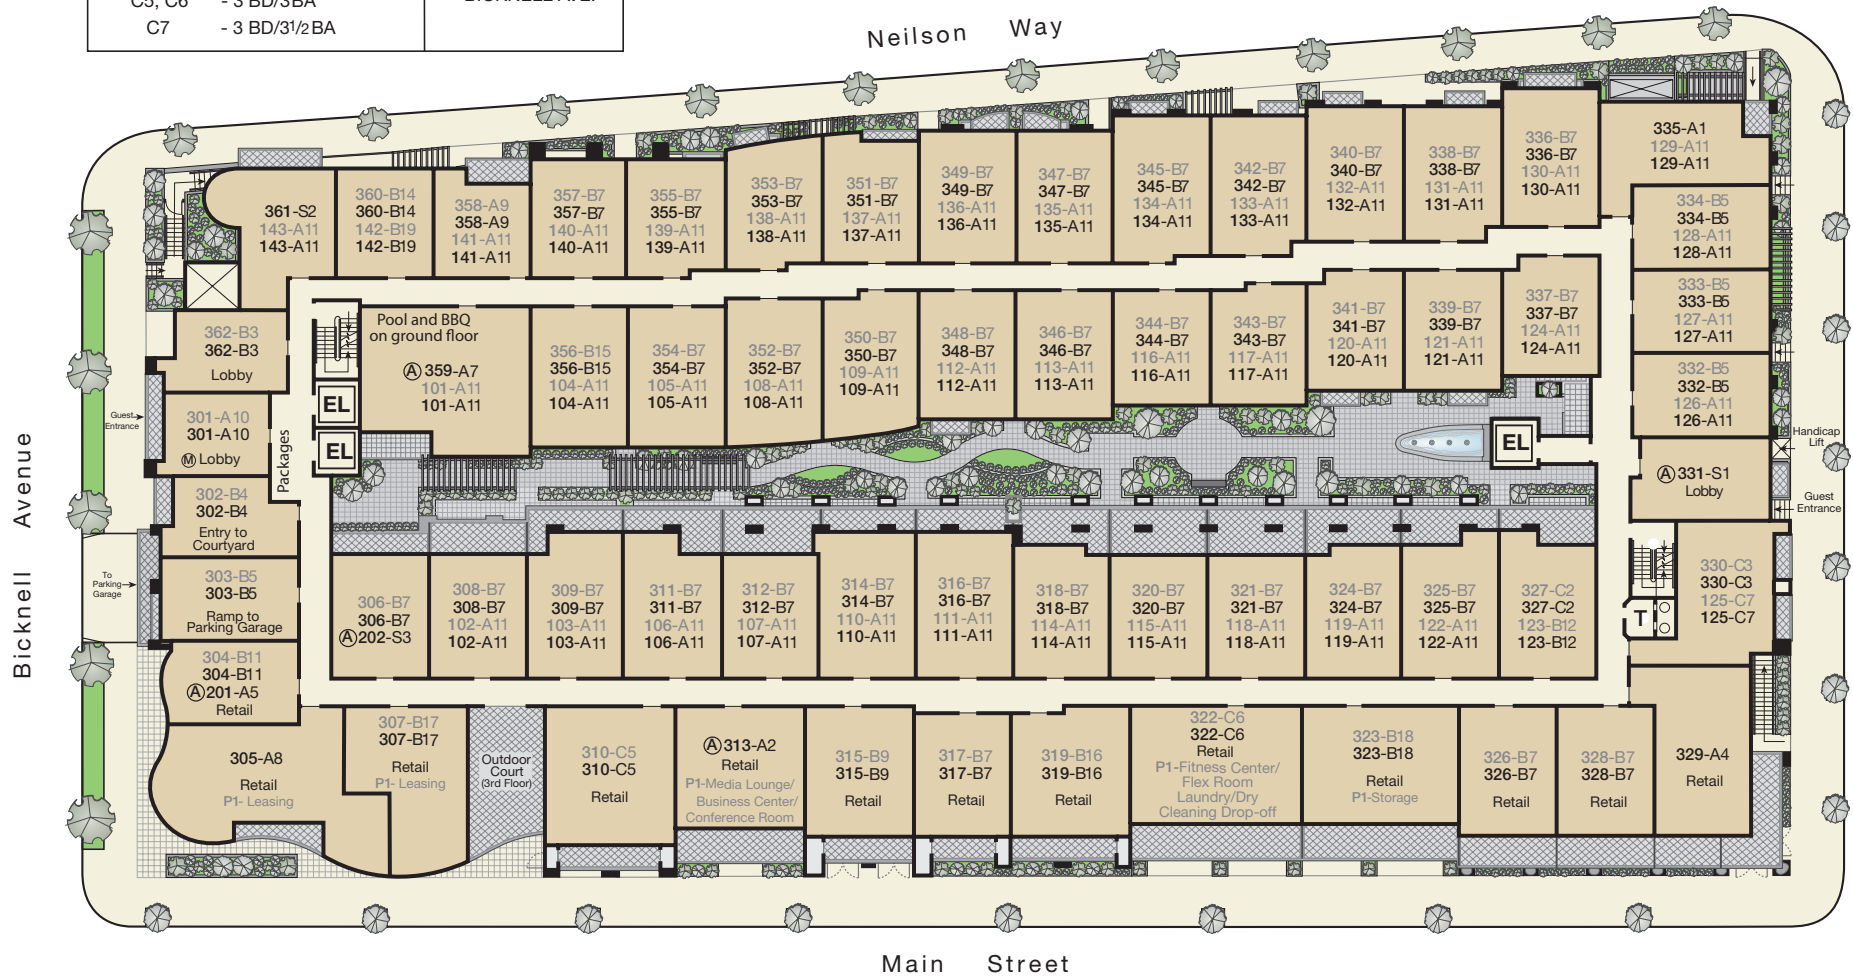 C5, C6 - 3 BD/3BA
C7 - 3 BD/3 1/2 BA
Neilson Way
Bicknell Avenue
361-S2
143-A11
143-A11
360-B14
360-B14
142-B19
142-B19
358-A9
358-A9
141-A11
141-A11
357-B7
357-B7
140-A11
140-A11
355-B7
355-B7
139-A11
139-A11
353-B7
353-B7
138-A11
138-A11
351-B7
351-B7
137-A11
137-A11
349-B7
349-B7
136-A11
136-A11
347-B7
347-B7
135-A11
135-A11
345-B7
345-B7
134-A11
134-A11
342-B7
342-B7
133-A11
133-A11
340-B7
340-B7
132-A11
132-A11
338-B7
338-B7
131-A11
131-A11
336-B7
336-B7
130-A11
130-A11
335-A1
129-A11
129-A11
334-B5
334-B5
128-A11
128-A11
333-B5
333-B5
127-A11
127-A11
332-B5
332-B5
126-A11
126-A11
A 331-S1
Lobby
Handicap
Lift
Guest
Entrance
330-C3
330-C3
125-C7
125-C7
T
362-B3
362-B3
Lobby
Guest
Entrance
301-A10
301-A10
M Lobby
Packages
EL
EL
EL
302-B4
302-B4
Entry to
Courtyard
To
Parking
Garage
303-B5
303-B5
Ramp to
Parking Garage
304-B11
304-B11
A 201-A5
Retail
Pool and BBQ
on ground floor
A 359-A7
101-A11
101-A11
356-B15
356-B15
104-A11
104-A11
354-B7
354-B7
105-A11
105-A11
352-B7
352-B7
108-A11
108-A11
350-B7
350-B7
109-A11
109-A11
348-B7
348-B7
112-A11
112-A11
346-B7
346-B7
113-A11
113-A11
344-B7
344-B7
116-A11
116-A11
343-B7
343-B7
117-A11
117-A11
341-B7
341-B7
120-A11
120-A11
339-B7
339-B7
121-A11
121-A11
337-B7
337-B7
124-A11
124-A11
306-B7
306-B7
A 202-S3
308-B7
308-B7
102-A11
102-A11
309-B7
309-B7
103-A11
103-A11
311-B7
311-B7
106-A11
106-A11
312-B7
312-B7
107-A11
107-A11
314-B7
314-B7
110-A11
110-A11
316-B7
316-B7
111-A11
111-A11
318-B7
318-B7
114-A11
114-A11
320-B7
320-B7
115-A11
115-A11
321-B7
321-B7
118-A11
118-A11
324-B7
324-B7
119-A11
119-A11
325-B7
325-B7
122-A11
122-A11
327-C2
327-C2
123-B12
123-B12
305-A8
Retail
P1- Leasing
307-B17
307-B17
Retail
P1- Leasing
Outdoor
Court
(3rd Floor)
310-C5
310-C5
Retail
A 313-A2
Retail
P1-Media Lounge/
Business Center/
Conference Room
315-B9
315-B9
Retail
317-B7
317-B7
Retail
319-B16
319-B16
Retail
322-C6
322-C6
Retail
P1-Fitness Center/
Flex Room
Laundry/Dry
Cleaning Drop-off
323-B18
323-B18
Retail
P1-Storage
326-B7
326-B7
Retail
328-B7
328-B7
Retail
329-A4
Retail
Main Street